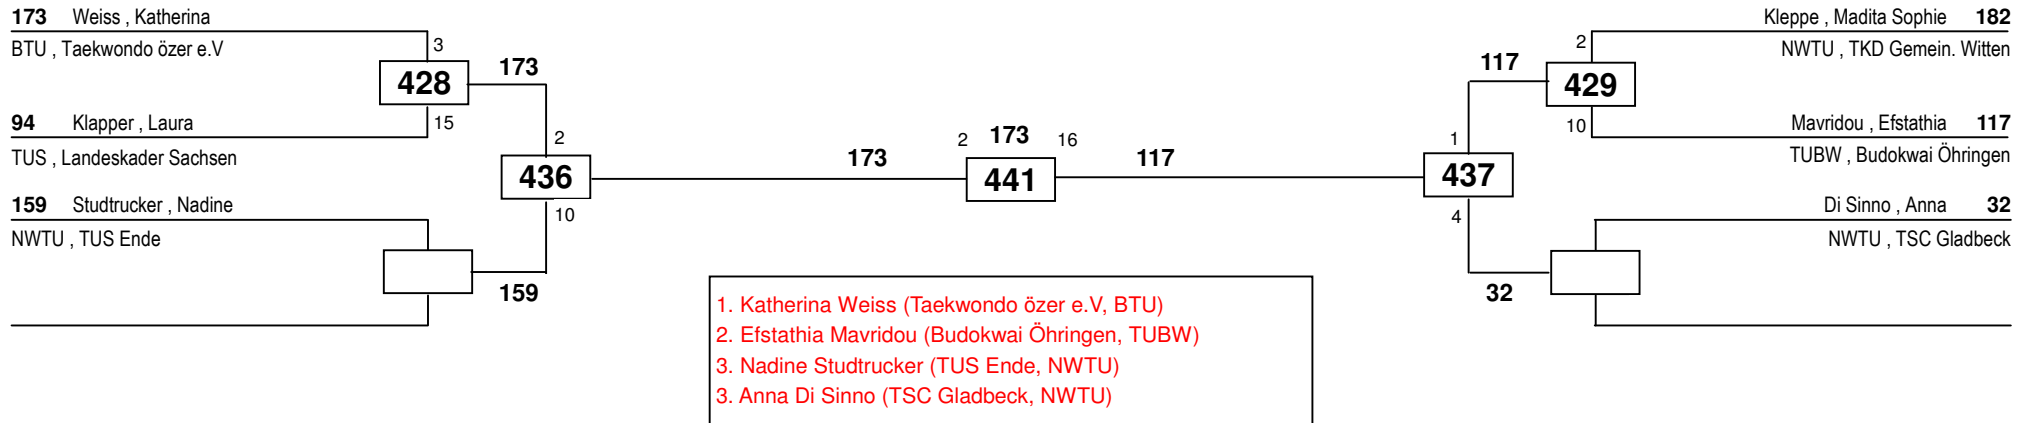 173 Weiss , Katherina
BTU , Taekwondo özer e.V
3
428
173
94 Klapper , Laura
15
TUS , Landeskader Sachsen
2
436
10
159 Studtrucker , Nadine
NWTU , TUS Ende
159
173
2 173 16
441
117
Kleppe , Madita Sophie 182
2
NWTU , TKD Gemein. Witten
117
429
Mavridou , Efstathia 117
10
TUBW , Budokwai Öhringen
1
437
4
Di Sinno , Anna 32
NWTU , TSC Gladbeck
32
1. Katherina Weiss (Taekwondo özer e.V, BTU)
2. Efstathia Mavridou (Budokwai Öhringen, TUBW)
3. Nadine Studtrucker (TUS Ende, NWTU)
3. Anna Di Sinno (TSC Gladbeck, NWTU)